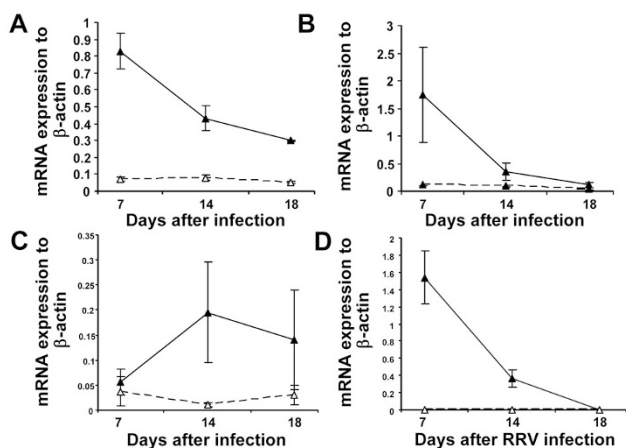 A
mRNA expression to
β-actin
1
0.9
0.8
0.7
0.6
0.5
0.4
0.3
0.2
0.1
0
7 14 18
Days after infection
B
mRNA expression to
β-actin
3
2.5
2
1.5
1
0.5
0
7 14 18
Days after infection
C
mRNA expression to
β-actin
0.35
0.3
0.25
0.2
0.15
0.1
0.05
0
7 14 18
Days after infection
D
mRNA expression to
β-actin
2
1.8
1.6
1.4
1.2
1
0.8
0.6
0.4
0.2
0
7 14 18
Days after RRV infection